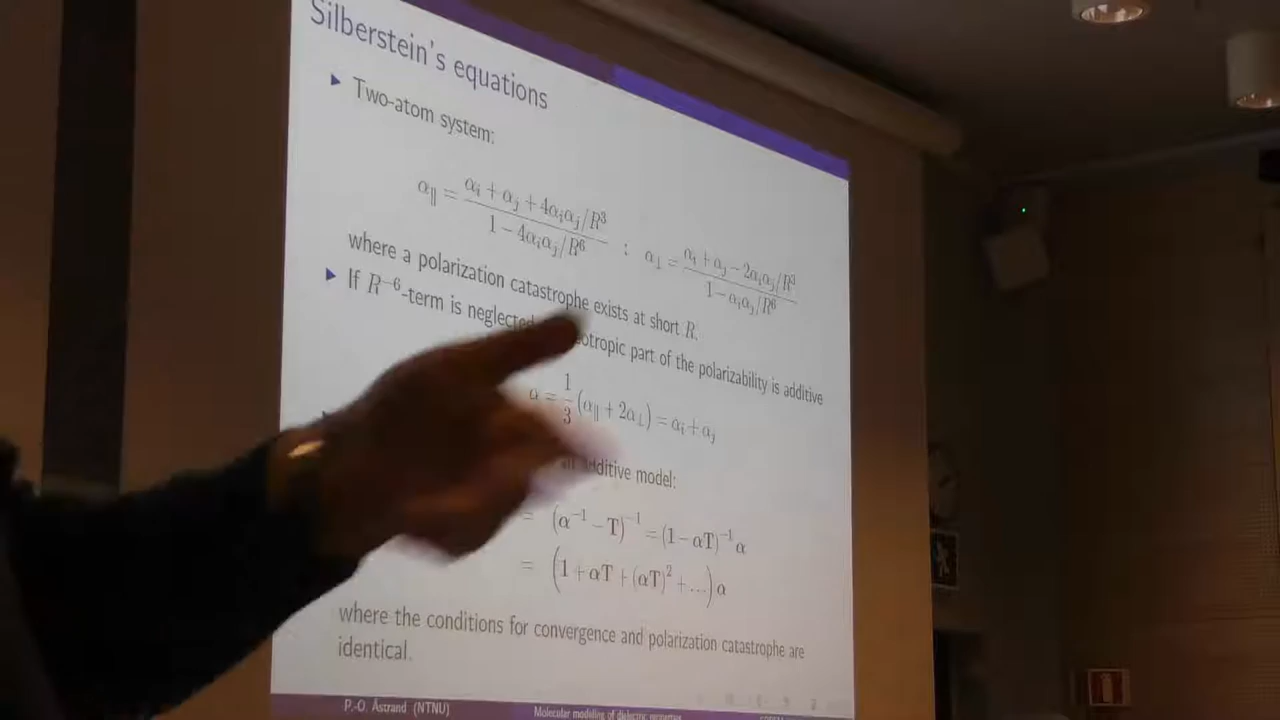 Silberstein's equations
▶ Two-atom system:
α∥ = (αi + αj + 4αiαj/R³) / (1 − 4αiαj/R⁶) ; α⊥ = (αi + αj − 2αiαj/R³) / (1 − αiαj/R⁶)
where a polarization catastrophe exists at short R.
▶ If R⁻⁶-term is neglected otropic part of the polarizability is additive
α = 1/3 (α∥ + 2α⊥) = αi + αj
additive model:
= (α⁻¹ − T)⁻¹ = (1 − αT)⁻¹ α
= (1 + αT + (αT)² + ...) α
where the conditions for convergence and polarization catastrophe are
identical.
P.-O. Åstrand (NTNU) Molecular modeling of dielectric properties